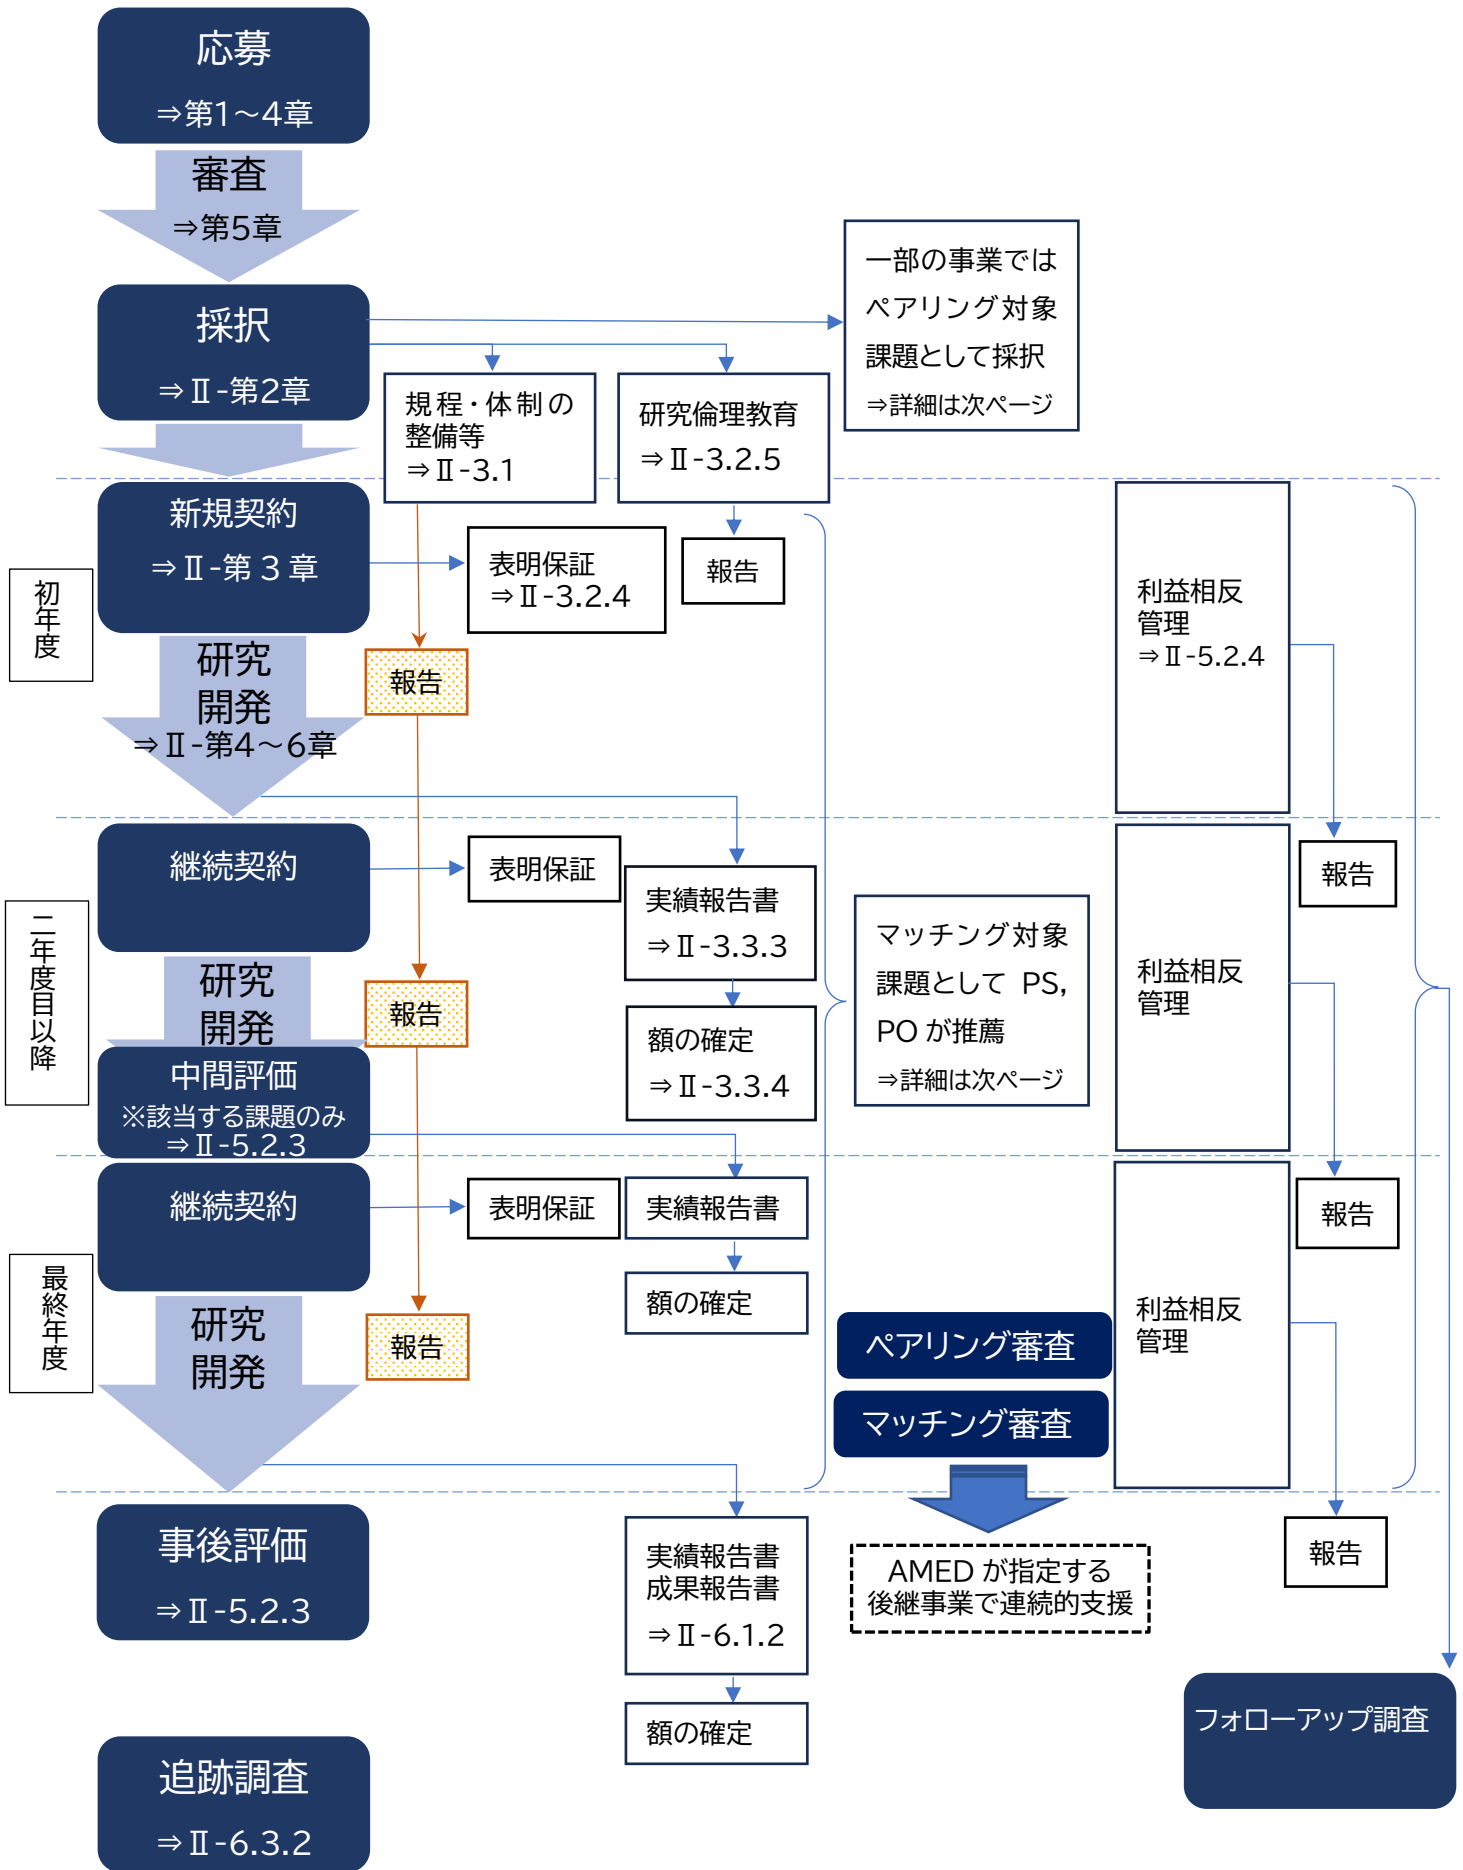 応募
⇒第1～4章
審査
⇒第5章
採択
⇒Ⅱ-第2章
一部の事業では
ペアリング対象
課題として採択
⇒詳細は次ページ
規程・体制の
整備等
⇒Ⅱ-3.1
研究倫理教育
⇒Ⅱ-3.2.5
初年度
新規契約
⇒Ⅱ-第 3 章
表明保証
⇒Ⅱ-3.2.4
報告
利益相反
管理
⇒Ⅱ-5.2.4
研究
開発
⇒Ⅱ-第4～6章
報告
二年度目以降
継続契約
表明保証
実績報告書
⇒Ⅱ-3.3.3
報告
マッチング対象
課題として PS,
PO が推薦
⇒詳細は次ページ
利益相反
管理
研究
開発
報告
額の確定
⇒Ⅱ-3.3.4
中間評価
※該当する課題のみ
⇒Ⅱ-5.2.3
最終年度
継続契約
表明保証
実績報告書
報告
額の確定
利益相反
管理
研究
開発
報告
ペアリング審査
マッチング審査
事後評価
⇒Ⅱ-5.2.3
実績報告書
成果報告書
⇒Ⅱ-6.1.2
AMED が指定する
後継事業で連続的支援
報告
額の確定
フォローアップ調査
追跡調査
⇒Ⅱ-6.3.2